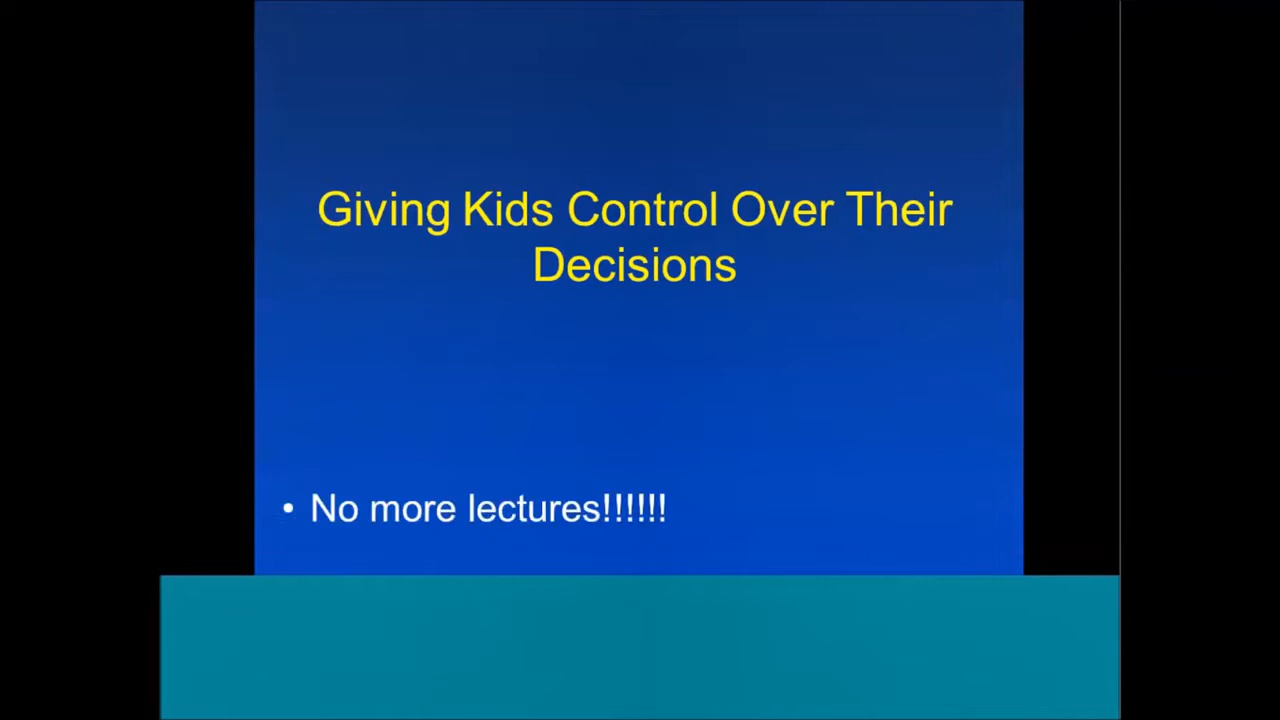 Giving Kids Control Over Their
Decisions
• No more lectures!!!!!!